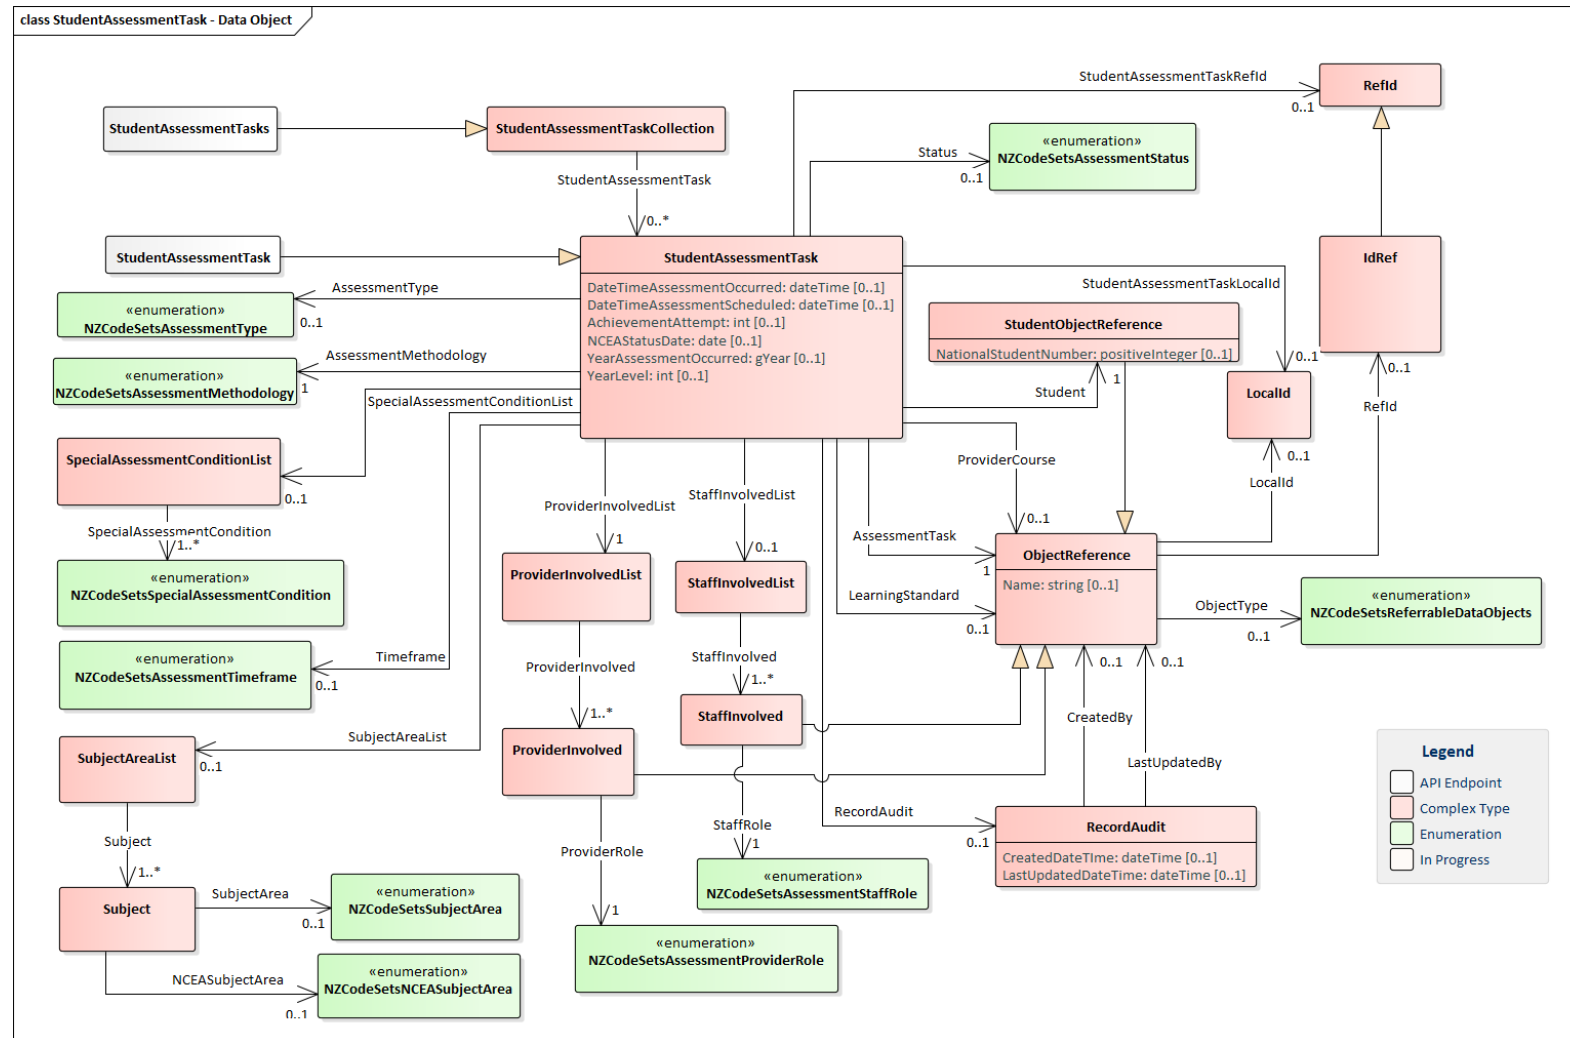 class StudentAssessmentTask - Data Object
StudentAssessmentTaskRefId
0..1
RefId
StudentAssessmentTasks
StudentAssessmentTaskCollection
StudentAssessmentTask
0..*
Status
0..1
«enumeration»
NZCodeSetsAssessmentStatus
StudentAssessmentTask
StudentAssessmentTask
DateTimeAssessmentOccurred: dateTime [0..1]
DateTimeAssessmentScheduled: dateTime [0..1]
AchievementAttempt: int [0..1]
NCEAStatusDate: date [0..1]
YearAssessmentOccurred: gYear [0..1]
YearLevel: int [0..1]
IdRef
StudentAssessmentTaskLocalId
0..1
AssessmentType
0..1
«enumeration»
NZCodeSetsAssessmentType
StudentObjectReference
NationalStudentNumber: positiveInteger [0..1]
AssessmentMethodology
1
«enumeration»
NZCodeSetsAssessmentMethodology
Student
1
LocalId
0..1
RefId
0..1
LocalId
SpecialAssessmentConditionList
0..1
SpecialAssessmentConditionList
SpecialAssessmentCondition
1..*
«enumeration»
NZCodeSetsSpecialAssessmentCondition
ProviderCourse
0..1
ProviderInvolvedList
1
ProviderInvolvedList
StaffInvolvedList
0..1
StaffInvolvedList
AssessmentTask
1
ObjectReference
Name: string [0..1]
LearningStandard
0..1
ObjectType
0..1
«enumeration»
NZCodeSetsReferrableDataObjects
Timeframe
0..1
«enumeration»
NZCodeSetsAssessmentTimeframe
ProviderInvolved
1..*
ProviderInvolved
StaffInvolved
1..*
StaffInvolved
0..1
0..1
CreatedBy
LastUpdatedBy
SubjectAreaList
0..1
SubjectAreaList
Subject
1..*
Subject
SubjectArea
0..1
«enumeration»
NZCodeSetsSubjectArea
NCEASubjectArea
0..1
«enumeration»
NZCodeSetsNCEASubjectArea
ProviderRole
1
«enumeration»
NZCodeSetsAssessmentProviderRole
StaffRole
1
«enumeration»
NZCodeSetsAssessmentStaffRole
RecordAudit
0..1
RecordAudit
CreatedDateTIme: dateTime [0..1]
LastUpdatedDateTime: dateTime [0..1]
Legend
API Endpoint
Complex Type
Enumeration
In Progress